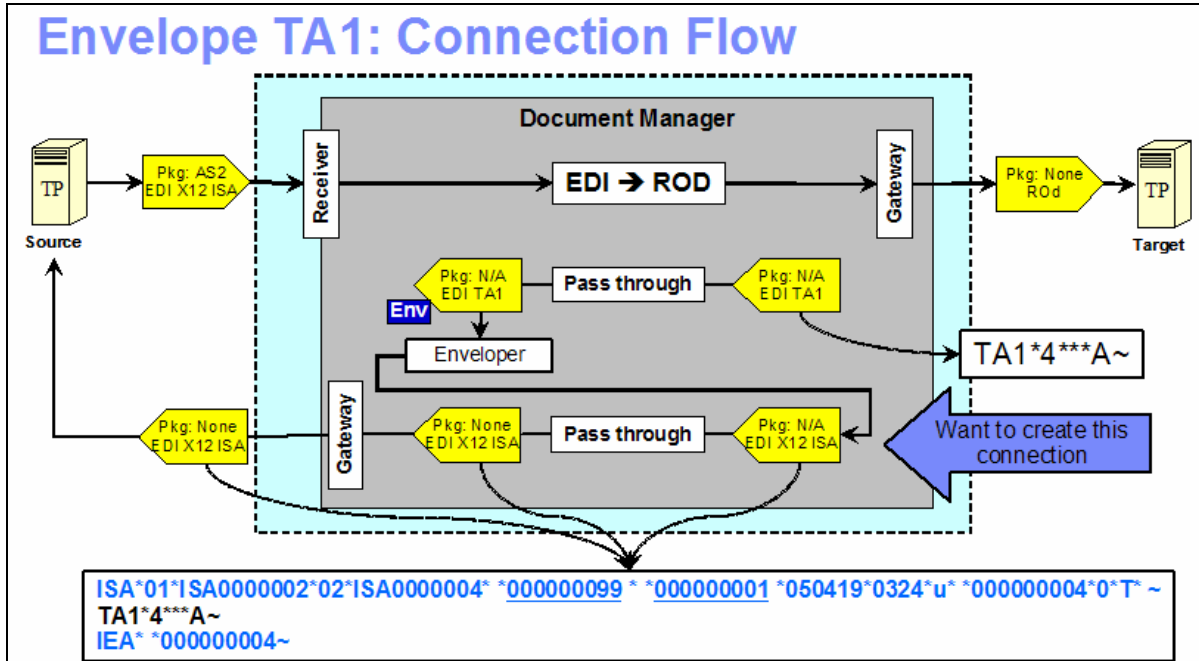 Envelope TA1: Connection Flow
Document Manager
TP
Source
Pkg: AS2
EDI X12 ISA
Receiver
EDI → ROD
Gateway
Pkg: None
ROd
TP
Target
Pkg: N/A
EDI TA1
Env
Pass through
Pkg: N/A
EDI TA1
Enveloper
TA1*4***A~
Pkg: None
EDI X12 ISA
Gateway
Pkg: None
EDI X12 ISA
Pass through
Pkg: N/A
EDI X12 ISA
Want to create this
connection
ISA*01*ISA0000002*02*ISA0000004* *000000099 * *000000001 *050419*0324*u* *000000004*0*T* ~
TA1*4***A~
IEA* *000000004~